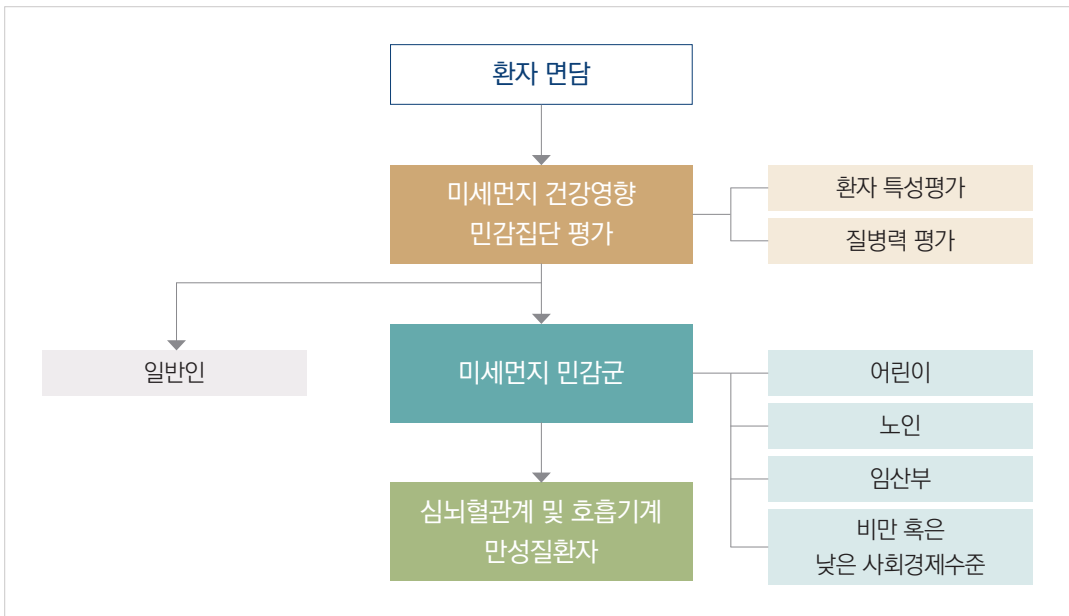 환자 면담
미세먼지 건강영향
민감집단 평가
환자 특성평가
질병력 평가
일반인
미세먼지 민감군
어린이
노인
임산부
비만 혹은
낮은 사회경제수준
심뇌혈관계 및 호흡기계
만성질환자